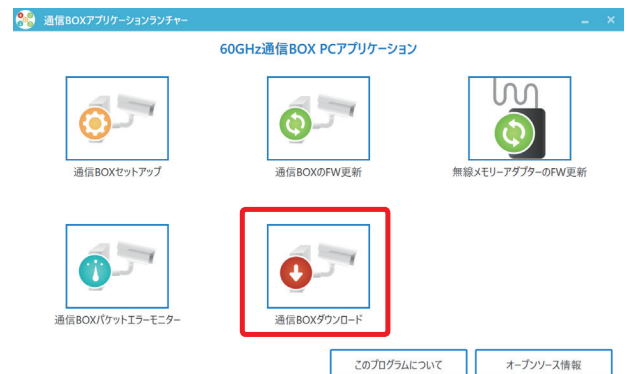 通信BOXアプリケーションランチャー
60GHz通信BOX PCアプリケーション
通信BOXセットアップ
通信BOXのFW更新
無線メモリーアダプターのFW更新
通信BOXパケットエラーモニター
通信BOXダウンロード
このプログラムについて
オープンソース情報